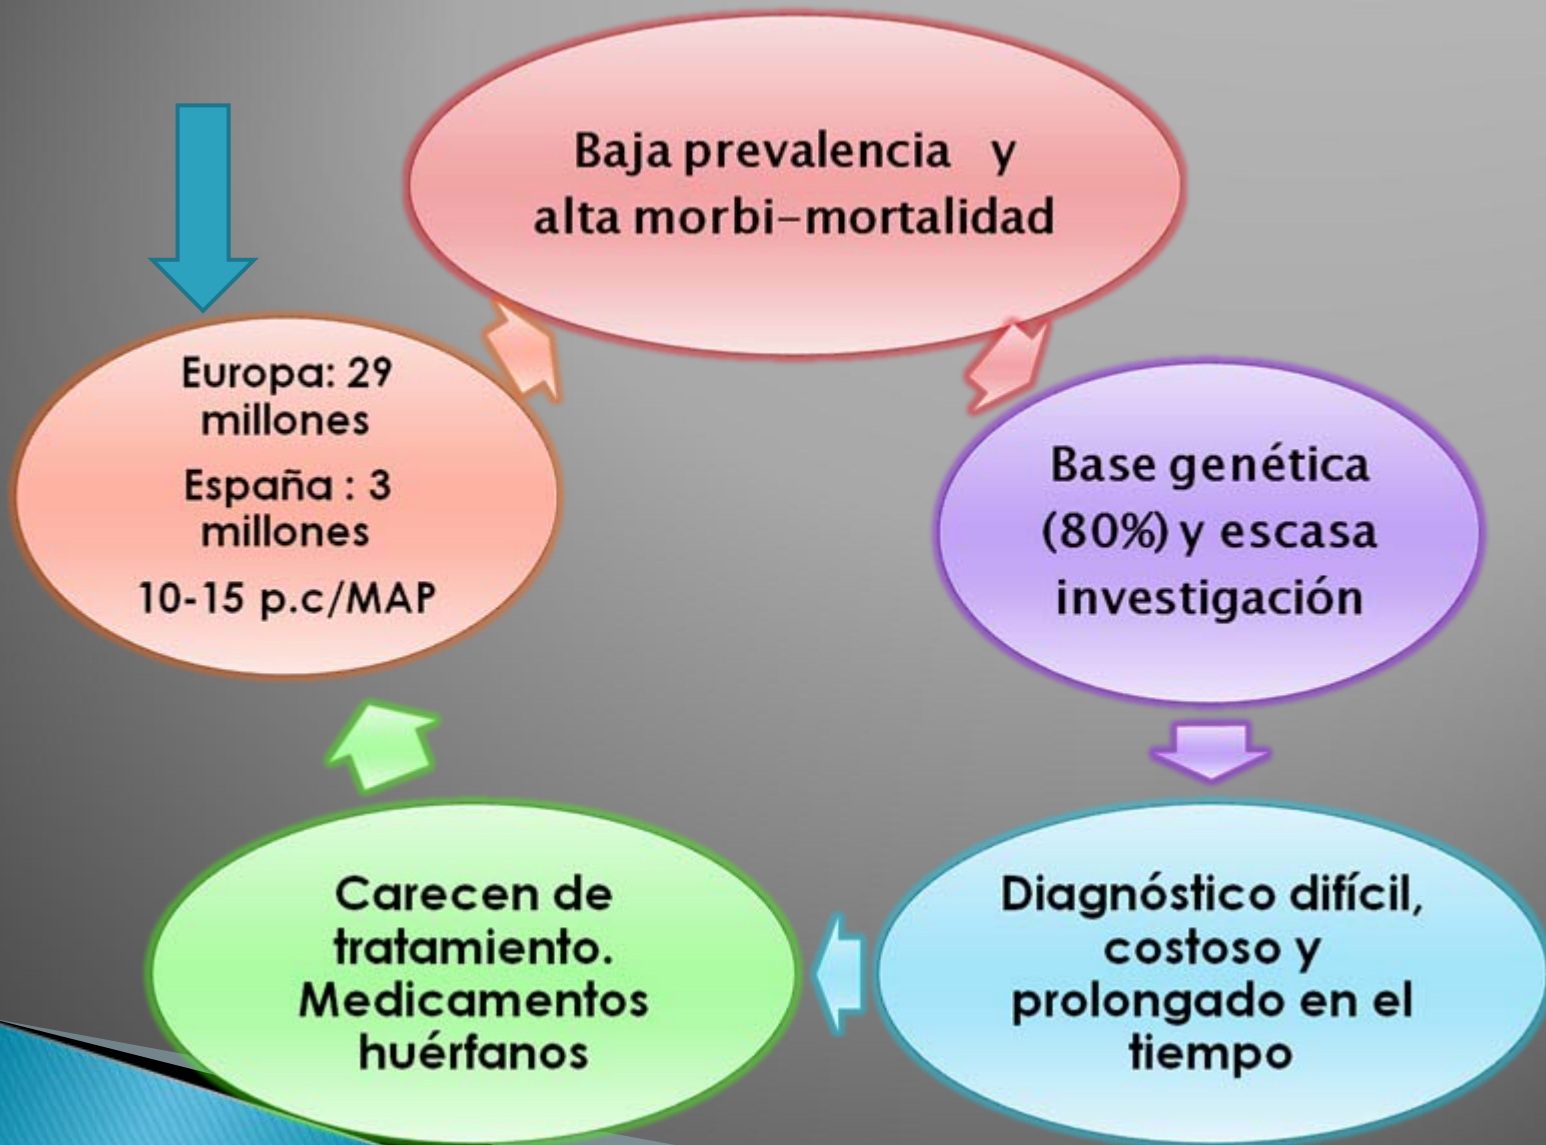 Baja prevalencia y
alta morbi-mortalidad
Base genética
(80%) y escasa
investigación
Diagnóstico difícil,
costoso y
prolongado en el
tiempo
Carecen de
tratamiento.
Medicamentos
huérfanos
Europa: 29
millones
España : 3
millones
10-15 p.c/MAP